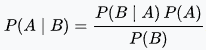 P(A | B) = P(B | A) P(A) / P(B)